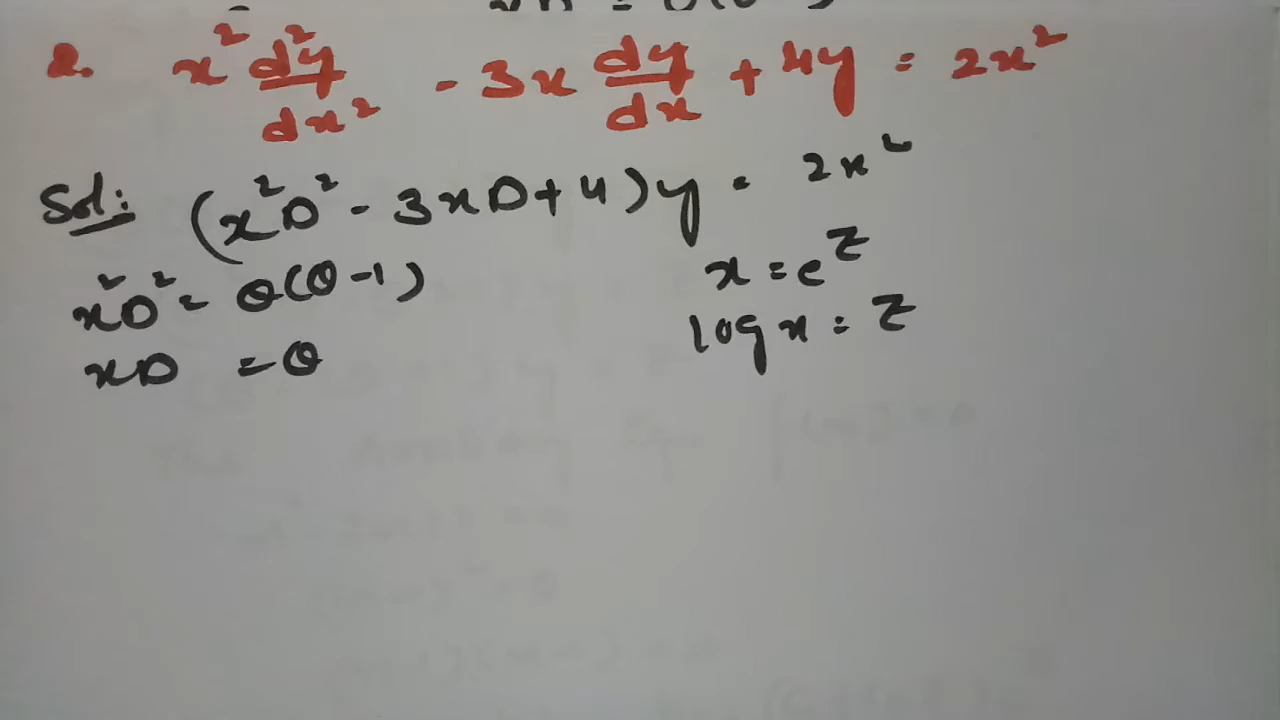 2. x² d²y/dx² - 3x dy/dx + 4y = 2x²
Sol: (x²D² - 3xD + 4)y = 2x²
x²D² = θ(θ-1)
x = e^z
xD = θ
log x = z